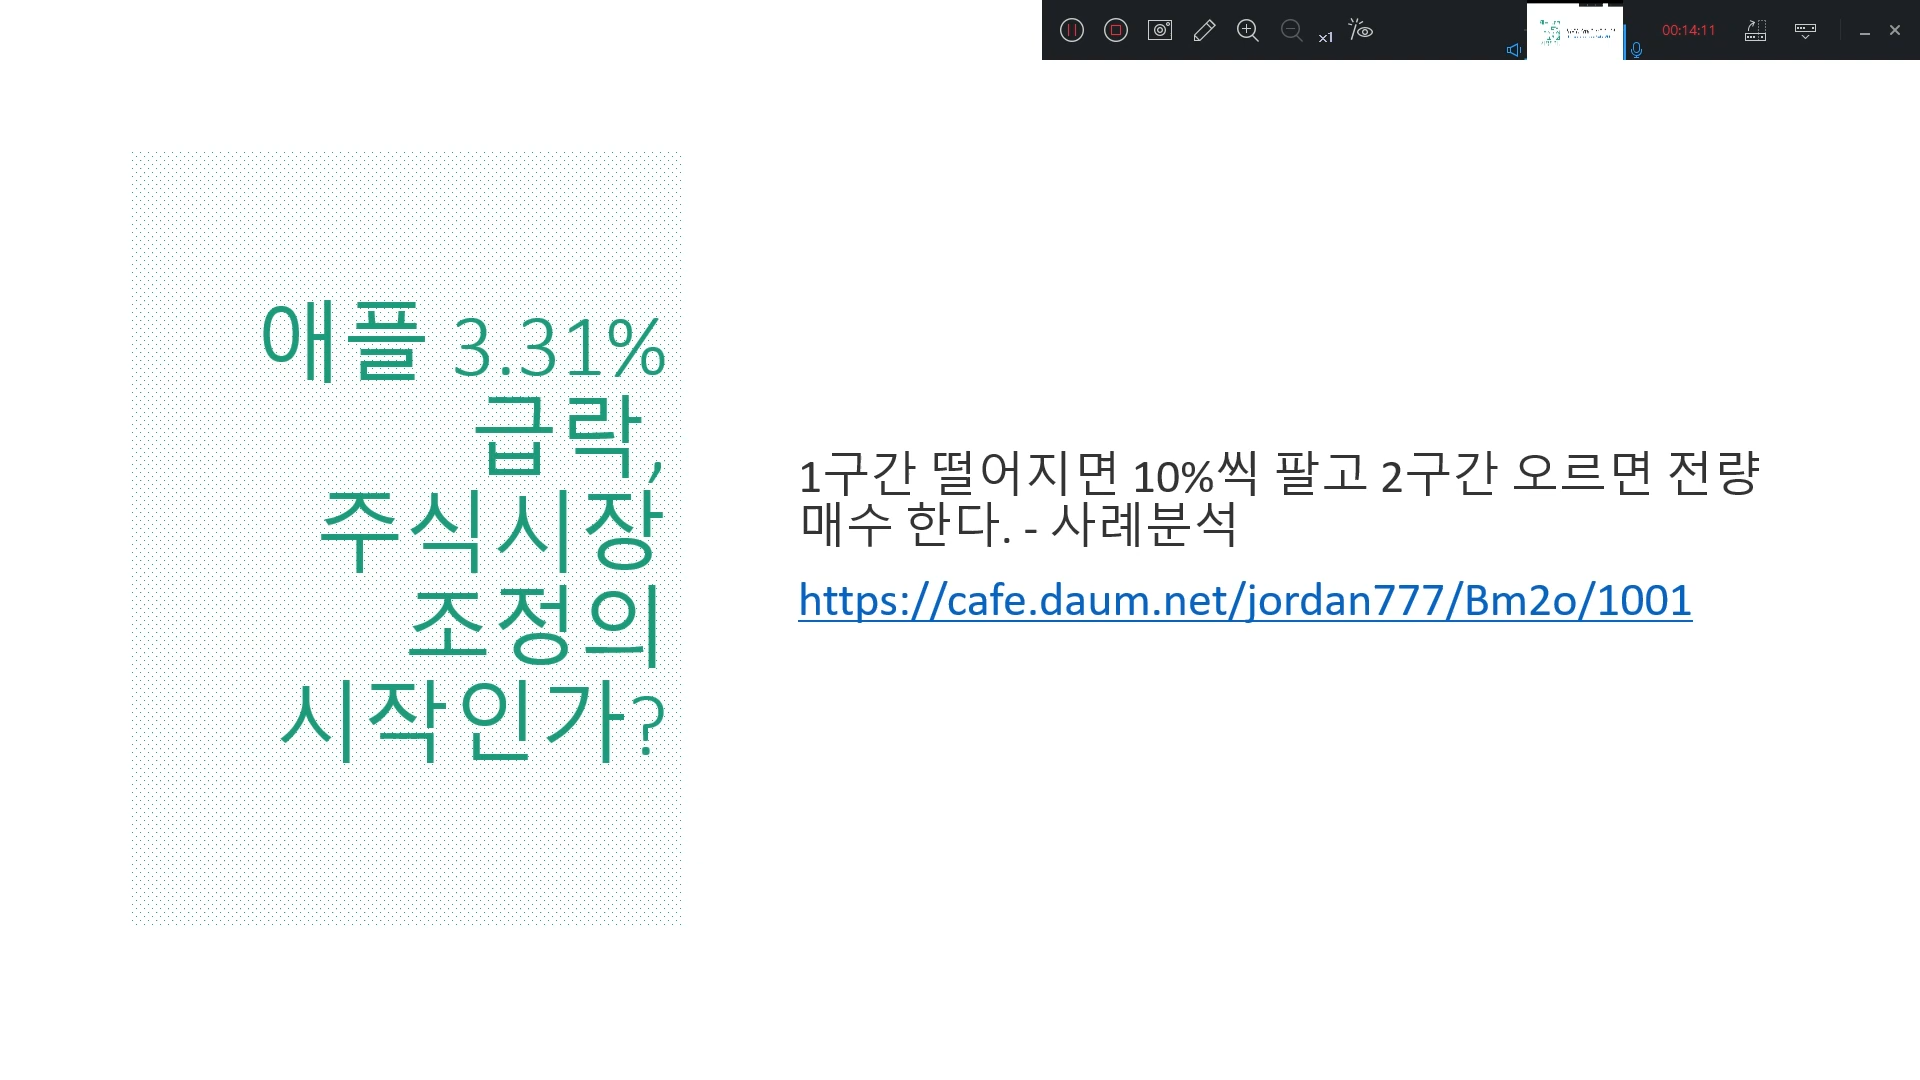 x1
00:14:11
애플 3.31%
급락,
주식시장
조정의
시작인가?
1구간 떨어지면 10%씩 팔고 2구간 오르면 전량
매수 한다. - 사례분석
https://cafe.daum.net/jordan777/Bm2o/1001